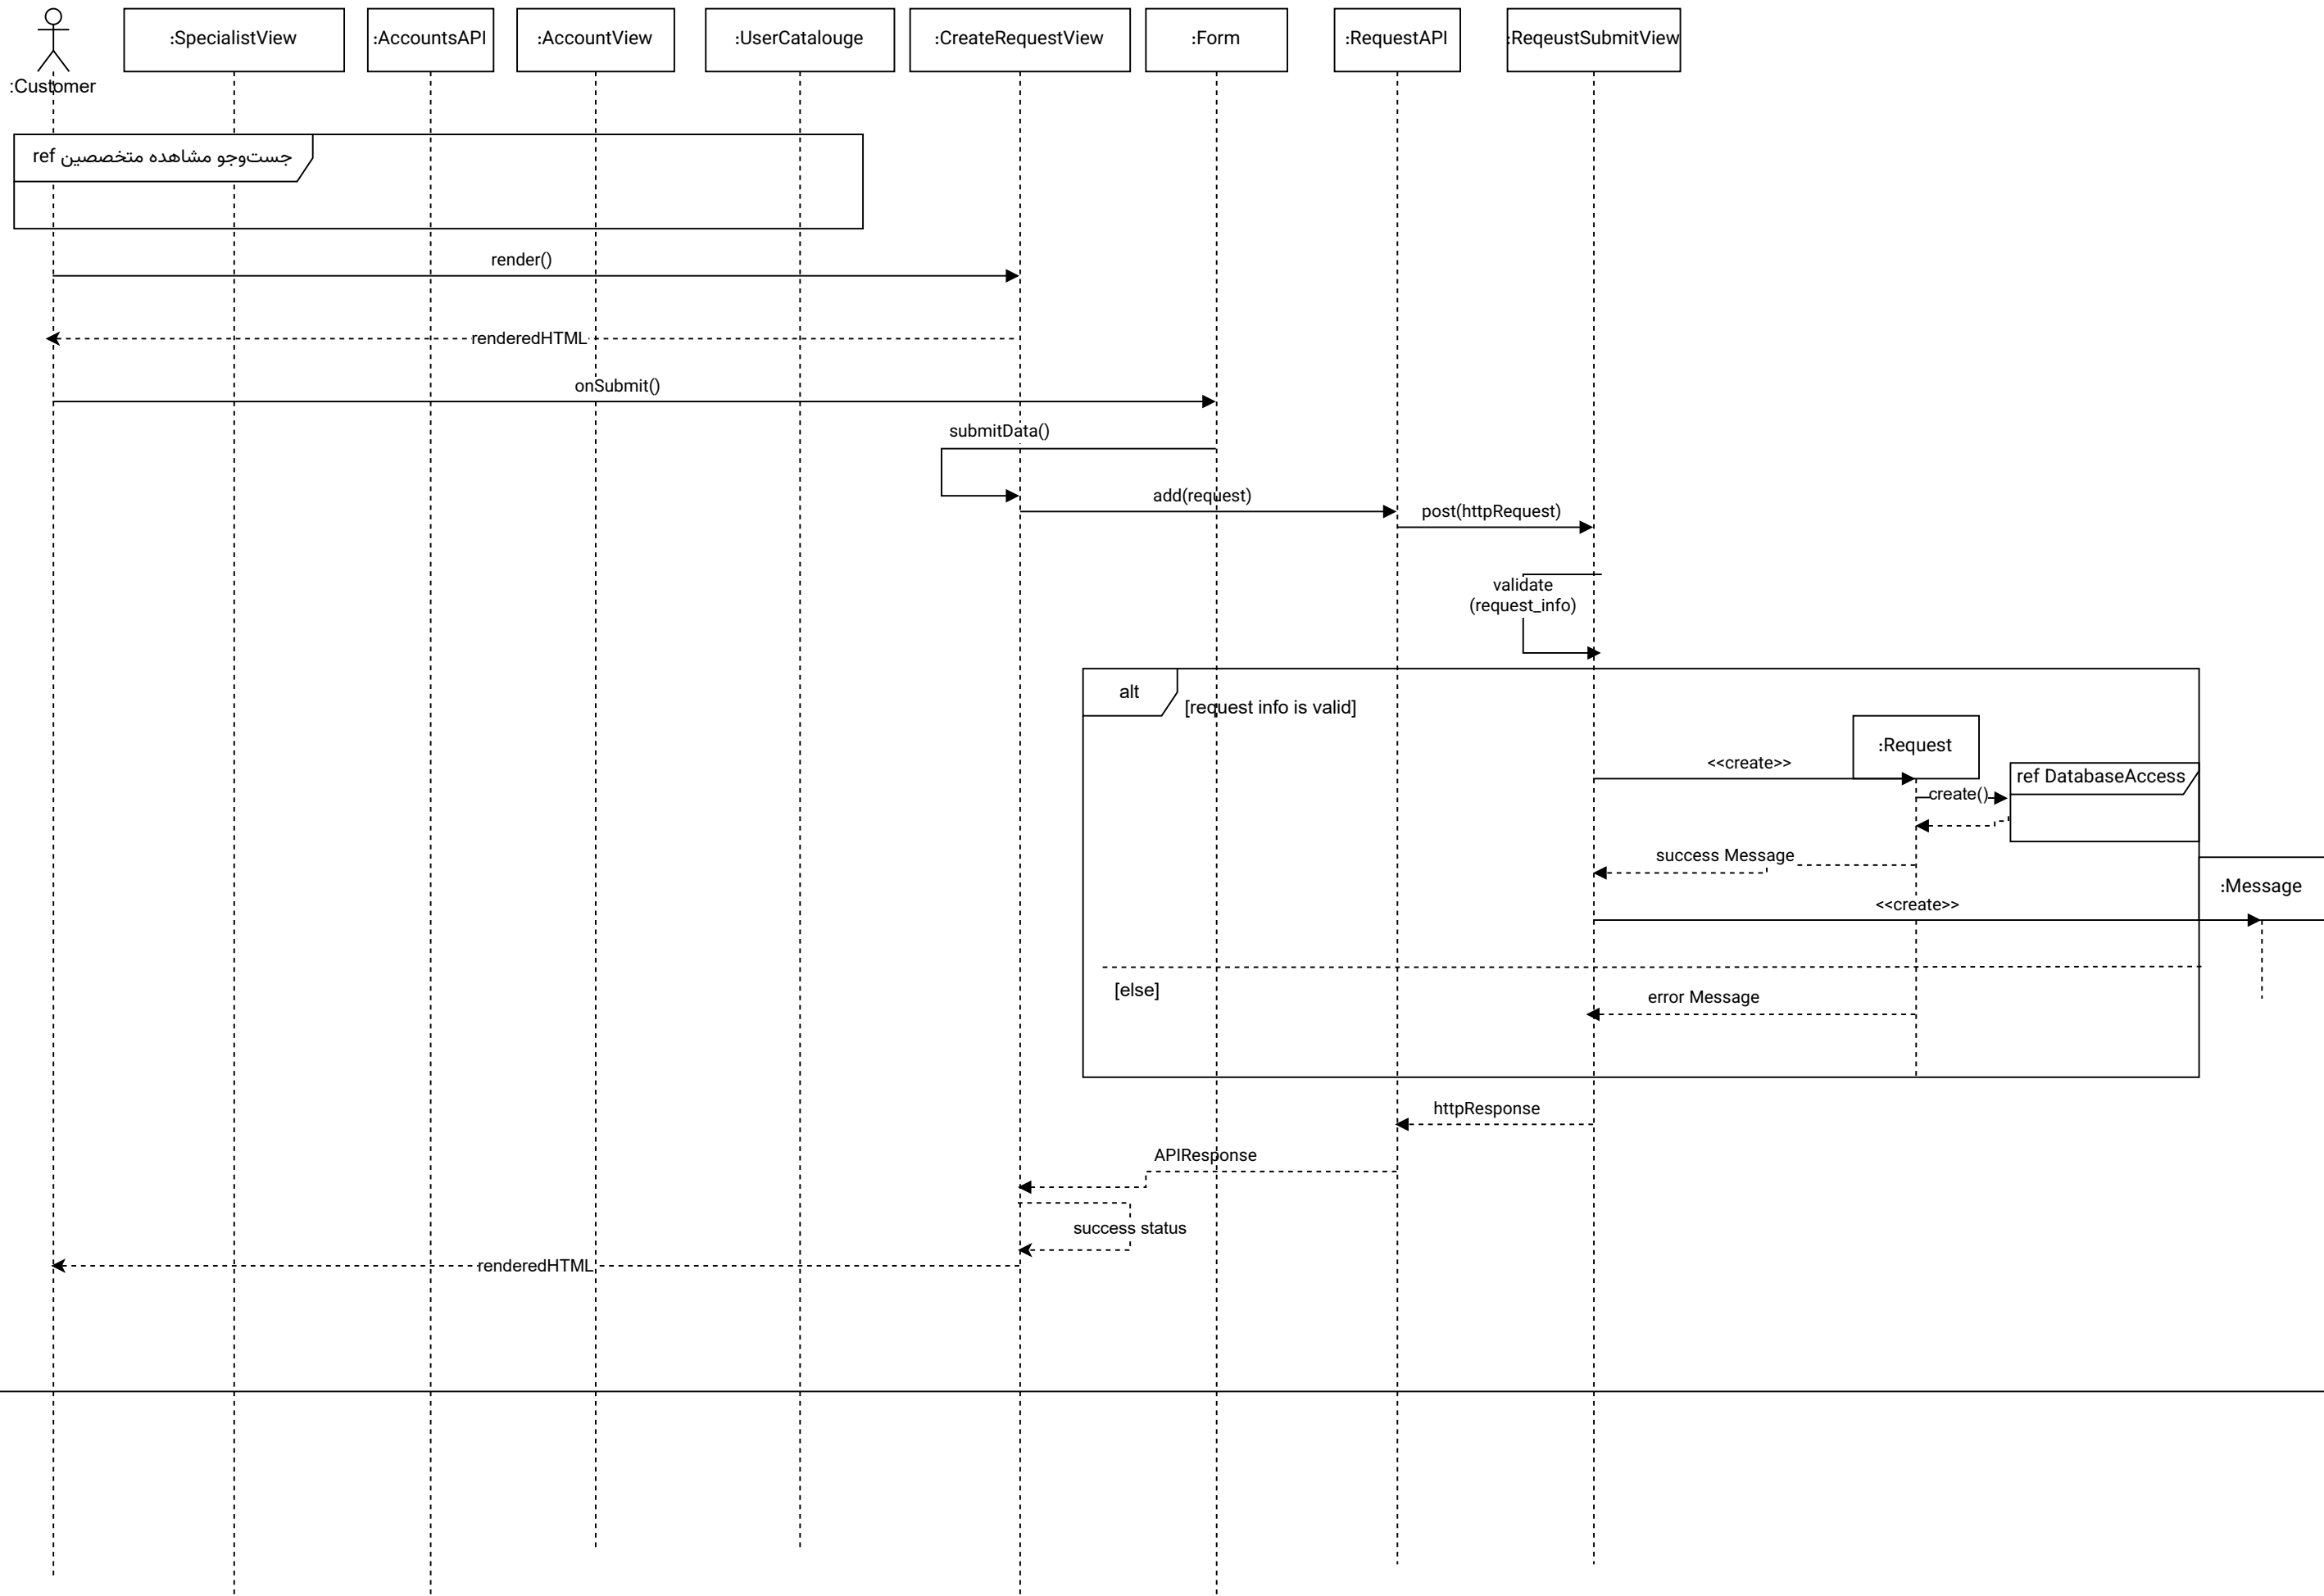 :Customer
:SpecialistView
:AccountsAPI
:AccountView
:UserCatalouge
:CreateRequestView
:Form
:RequestAPI
:ReqeustSubmitView
ref جست‌وجو مشاهده متخصصین
render()
renderedHTML
onSubmit()
submitData()
add(request)
post(httpRequest)
validate
(request_info)
alt
[request info is valid]
:Request
<<create>>
ref DatabaseAccess
create()
success Message
:Message
<<create>>
[else]
error Message
httpResponse
APIResponse
success status
renderedHTML